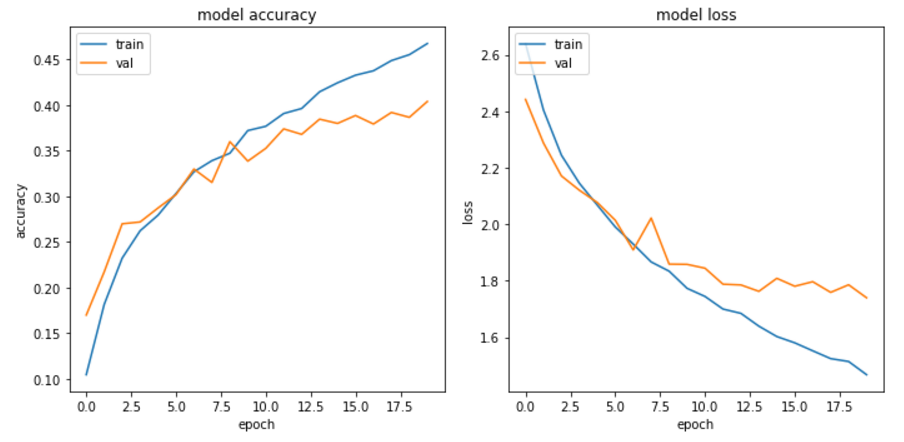 model accuracy
train
val
0.45
0.40
0.35
0.30
0.25
0.20
0.15
0.10
accuracy
0.0 2.5 5.0 7.5 10.0 12.5 15.0 17.5
epoch
model loss
train
val
2.6
2.4
2.2
2.0
1.8
1.6
loss
0.0 2.5 5.0 7.5 10.0 12.5 15.0 17.5
epoch